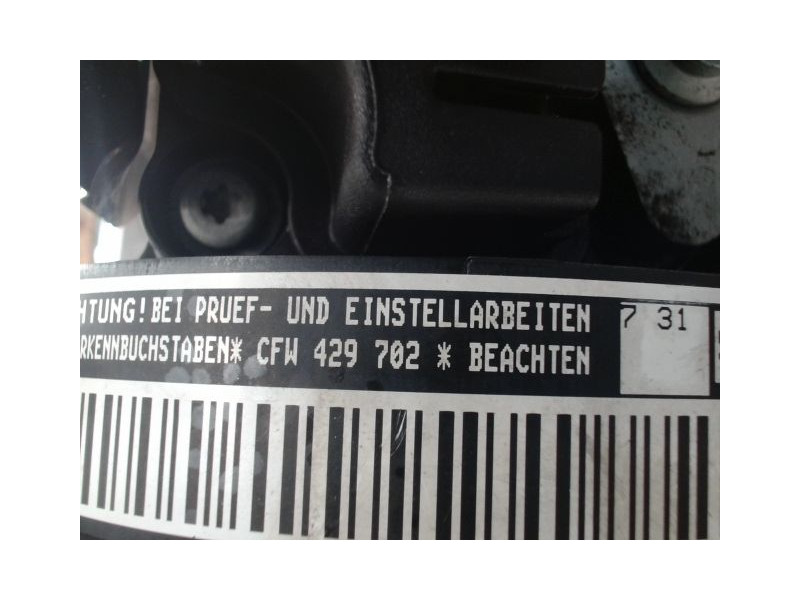 HTUNG! BEI PRUEF- UND EINSTELLARBEITEN 7 31
RKENNBUCHSTABEN* CFW 429 702 * BEACHTEN